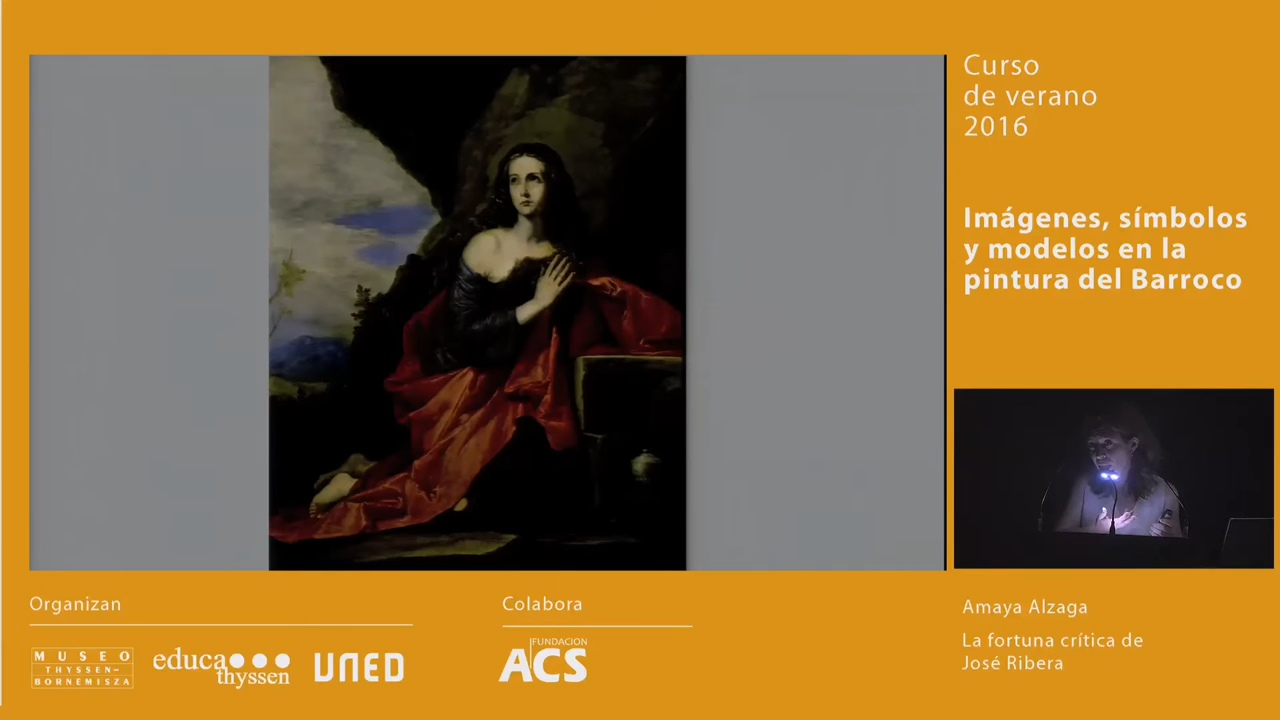 Curso
de verano
2016
Imágenes, símbolos
y modelos en la
pintura del Barroco
Organizan
MUSEO
THYSSEN-
BORNEMISZA
educa
thyssen
UNED
Colabora
FUNDACION
ACS
Amaya Alzaga
La fortuna crítica de
José Ribera